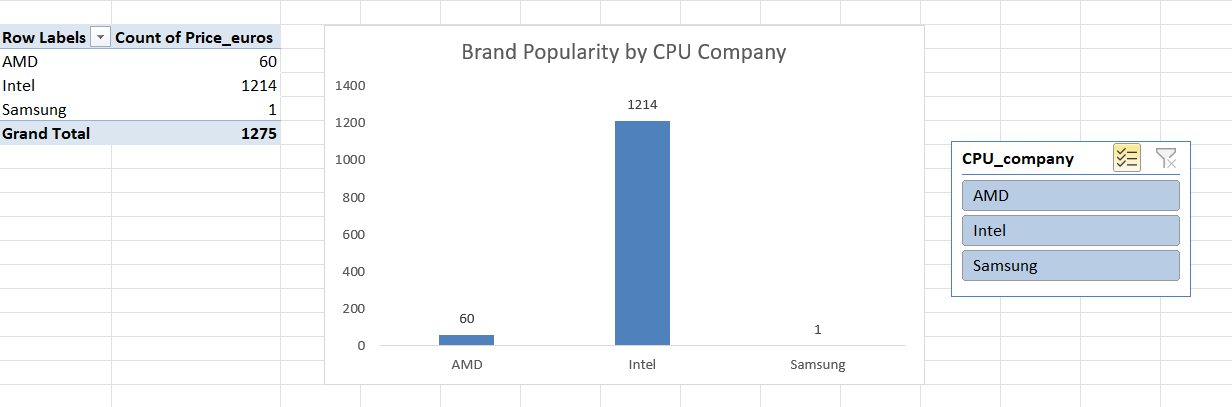 Row Labels Count of Price_euros
AMD 60
Intel 1214
Samsung 1
Grand Total 1275
Brand Popularity by CPU Company
1400
1200
1000
800
600
400
200
0
1214
60
1
AMD Intel Samsung
CPU_company
AMD
Intel
Samsung